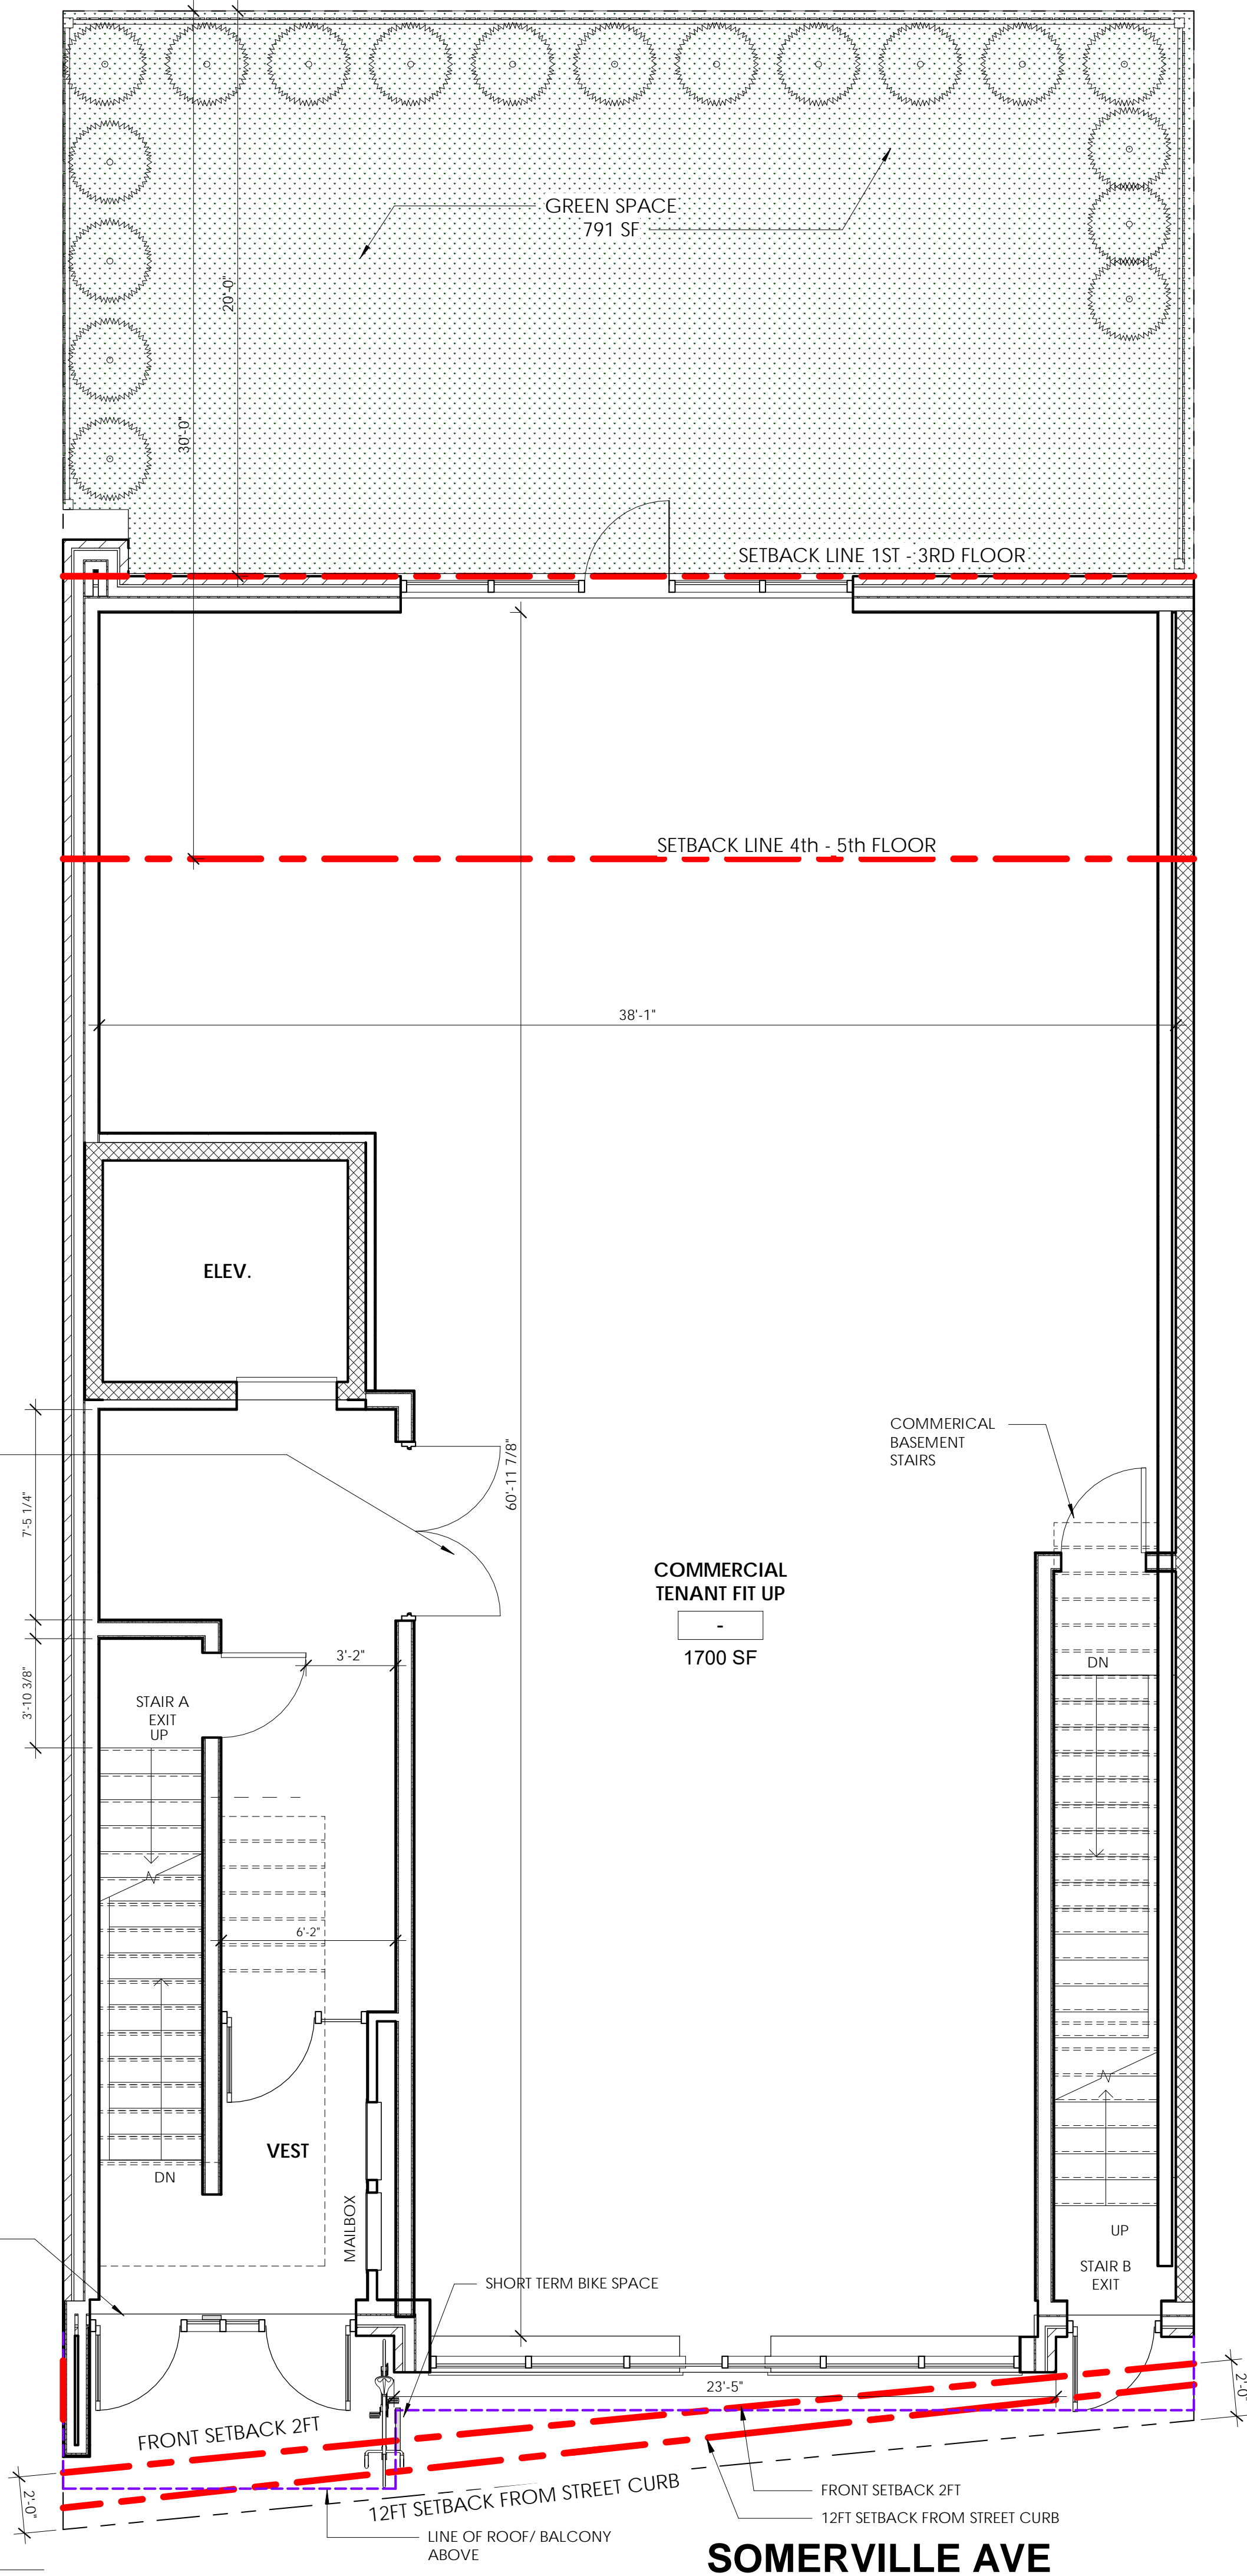 GREEN SPACE
791 SF
20'-0"
30'-0"
SETBACK LINE 1ST - 3RD FLOOR
SETBACK LINE 4th - 5th FLOOR
38'-1"
ELEV.
COMMERICAL
BASEMENT
STAIRS
60'-11 7/8"
7'-5 1/4"
COMMERCIAL
TENANT FIT UP
-
1700 SF
3'-2"
DN
3'-10 3/8"
STAIR A
EXIT
UP
6'-2"
VEST
DN
MAILBOX
UP
STAIR B
EXIT
SHORT TERM BIKE SPACE
23'-5"
2'-0"
FRONT SETBACK 2FT
12FT SETBACK FROM STREET CURB
2'-0"
FRONT SETBACK 2FT
12FT SETBACK FROM STREET CURB
LINE OF ROOF/ BALCONY
ABOVE
SOMERVILLE AVE